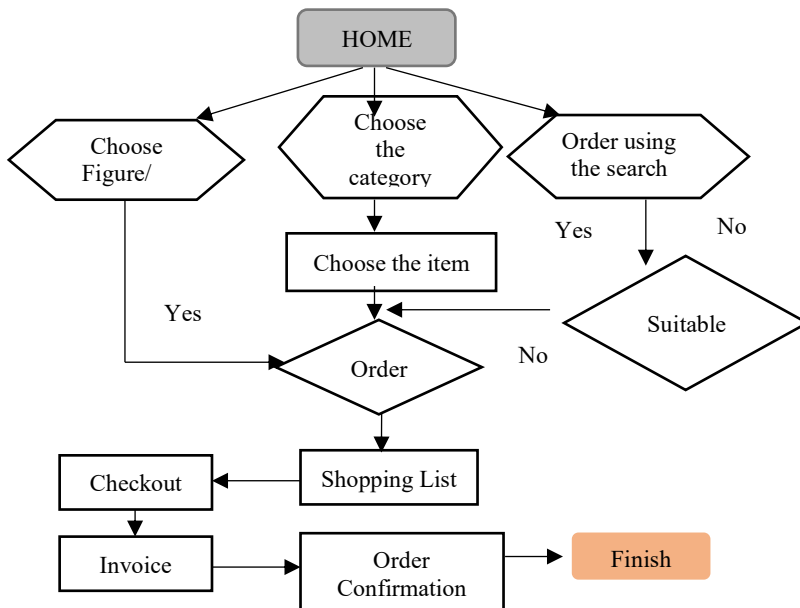 HOME
Choose
Figure/
Choose
the
category
Order using
the search
Yes
No
Choose the item
Yes
Suitable
No
Order
Shopping List
Checkout
Invoice
Order
Confirmation
Finish